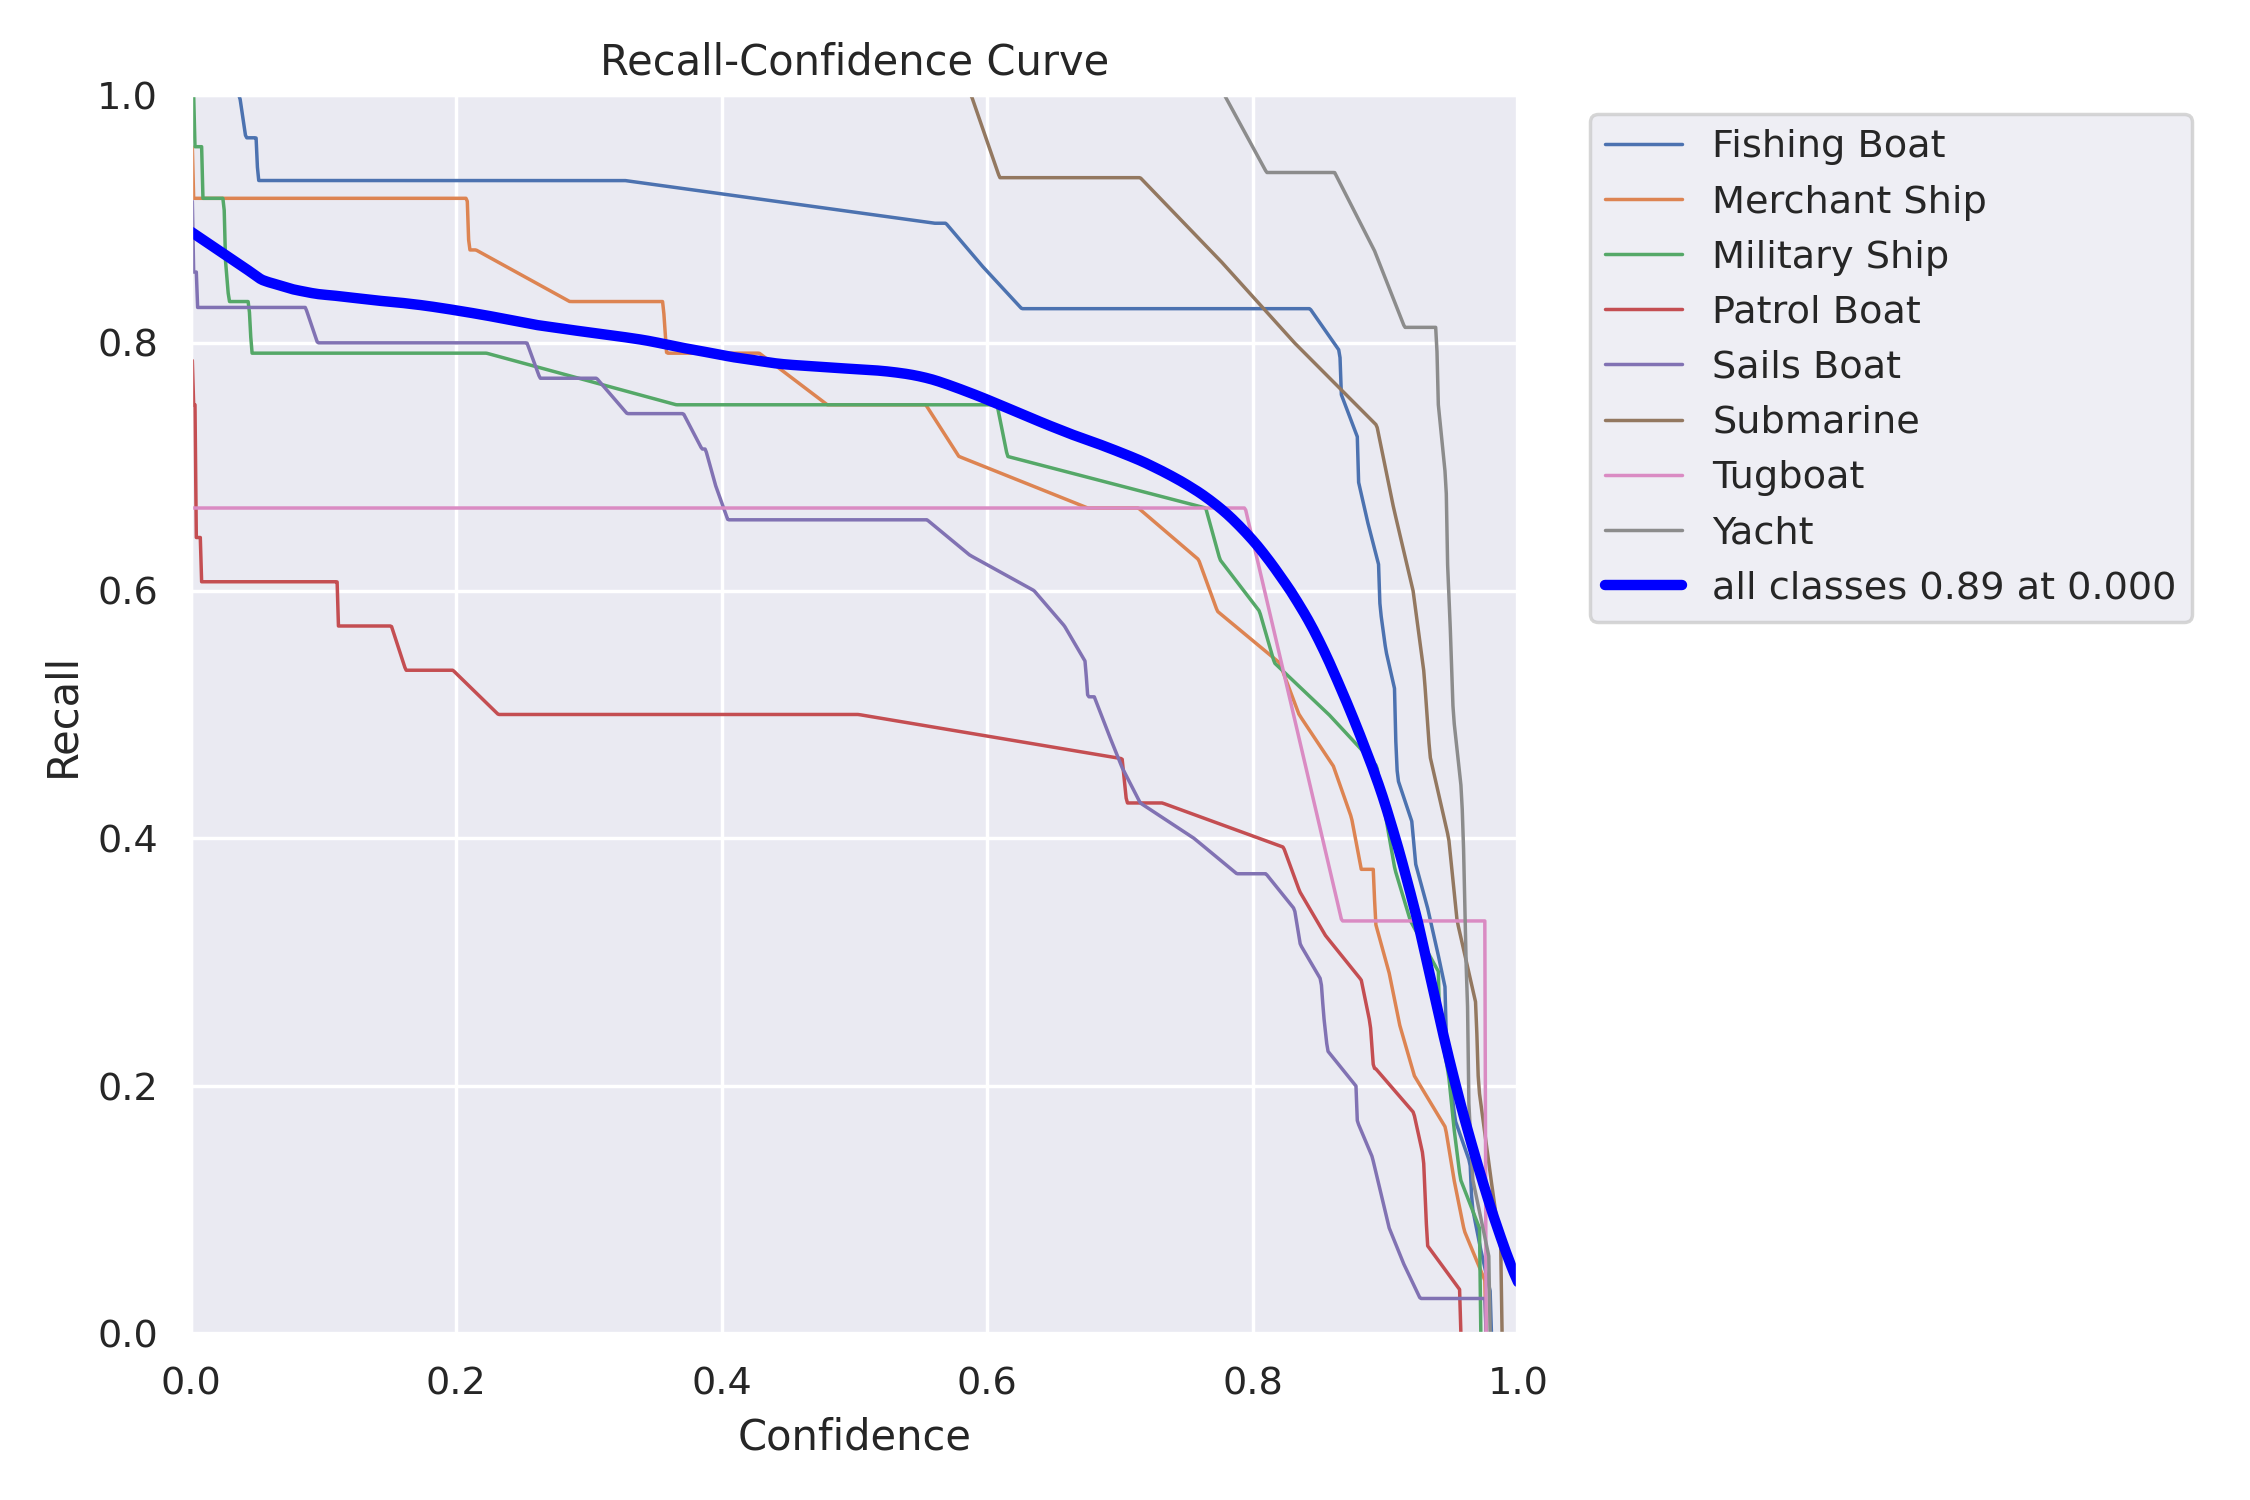 Recall-Confidence Curve
1.0
0.8
0.6
0.4
0.2
0.0
Recall
0.0 0.2 0.4 0.6 0.8 1.0
Confidence
Fishing Boat
Merchant Ship
Military Ship
Patrol Boat
Sails Boat
Submarine
Tugboat
Yacht
all classes 0.89 at 0.000